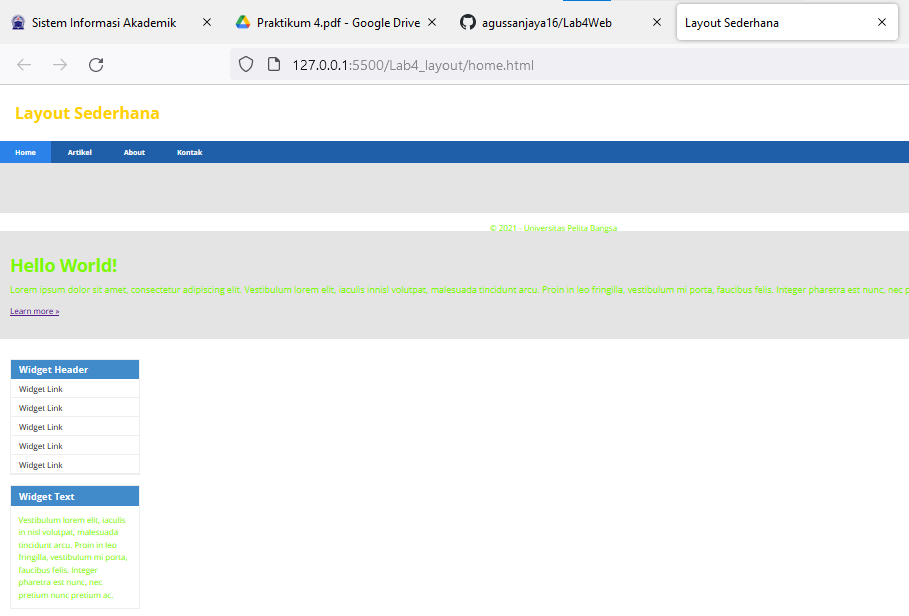 Sistem Informasi Akademik
Praktikum 4.pdf - Google Drive
agussanjaya16/Lab4Web
Layout Sederhana
127.0.0.1:5500/Lab4_layout/home.html
Layout Sederhana
Home Artikel About Kontak
© 2021 - Universitas Pelita Bangsa
Hello World!
Lorem ipsum dolor sit amet, consectetur adipiscing elit. Vestibulum lorem elit, iaculis innisl volutpat, malesuada tincidunt arcu. Proin in leo fringilla, vestibulum mi porta, faucibus felis. Integer pharetra est nunc, nec p
Learn more »
Widget Header
Widget Link
Widget Link
Widget Link
Widget Link
Widget Link
Widget Text
Vestibulum lorem elit, iaculis
in nisl volutpat, malesuada
tincidunt arcu. Proin in leo
fringilla, vestibulum mi porta,
faucibus felis. Integer
pharetra est nunc, nec
pretium nunc pretium ac.